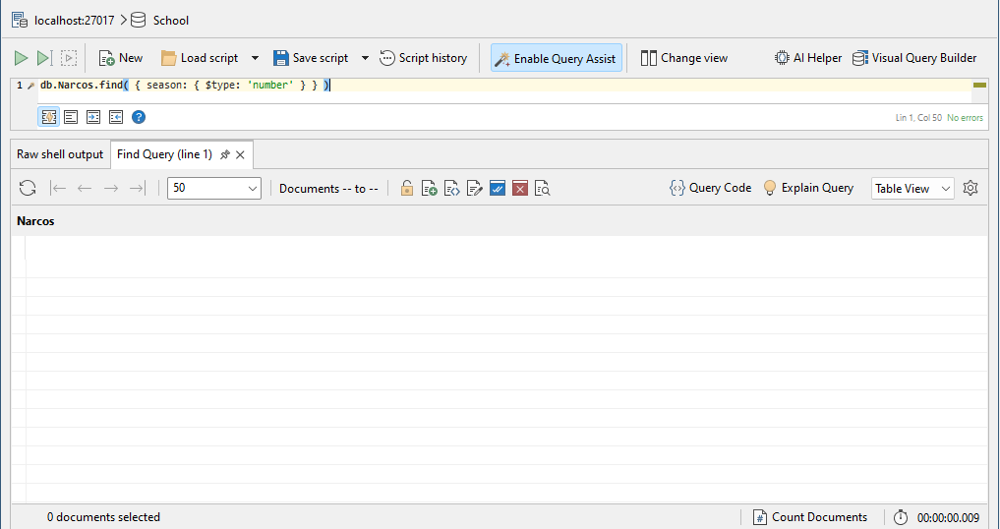 localhost:27017 School
New Load script Save script Script history Enable Query Assist Change view AI Helper Visual Query Builder
1 db.Narcos.find( { season: { $type: 'number' } } )
Lin 1, Col 50 No errors
Raw shell output Find Query (line 1)
50 Documents -- to -- Query Code Explain Query Table View
Narcos
0 documents selected Count Documents 00:00:00.009